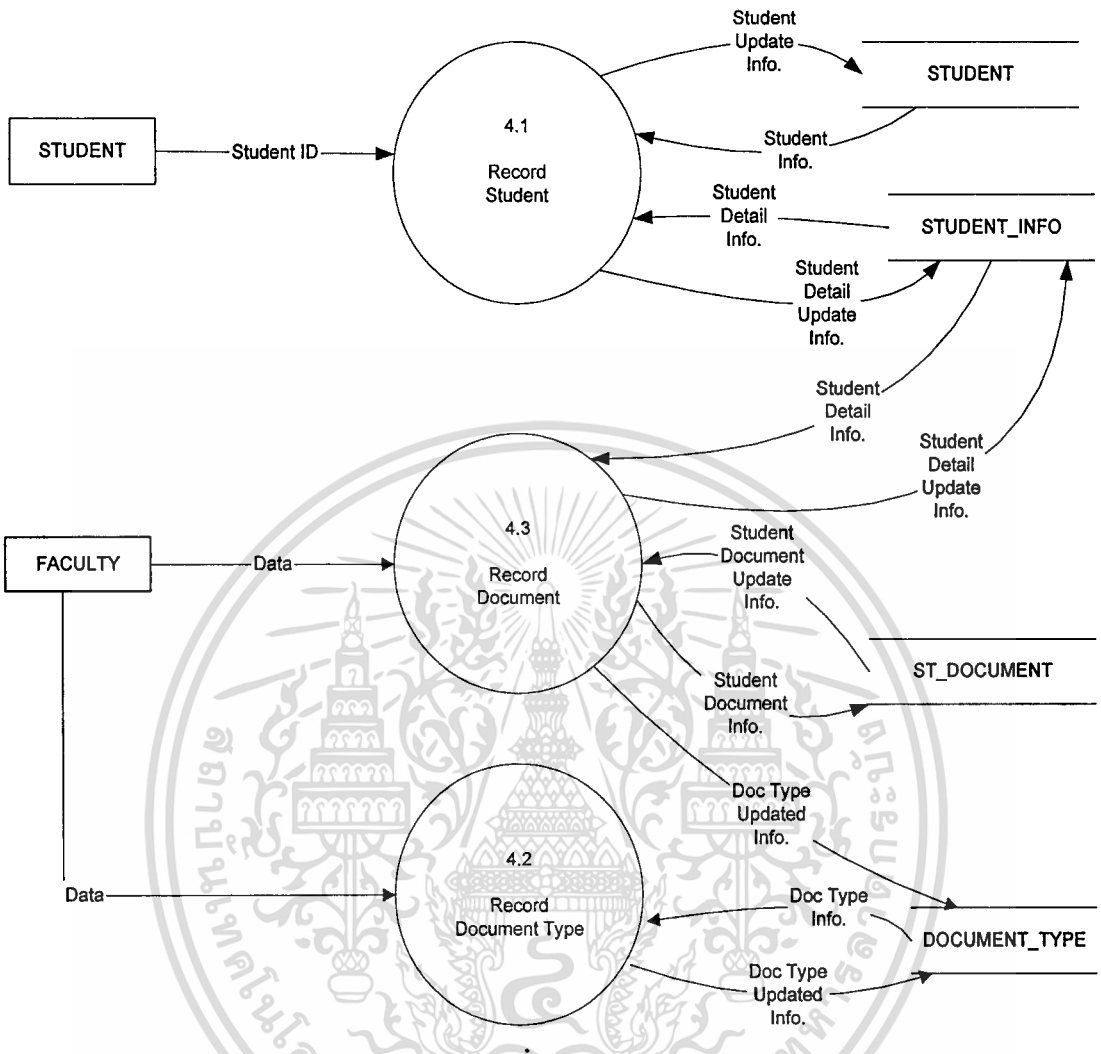 Student
Update
Info.
STUDENT
4.1
Record
Student
STUDENT
Student ID
Student
Info.
Student
Detail
Info.
STUDENT_INFO
Student
Detail
Update
Info.
Student
Detail
Info.
Student
Detail
Update
Info.
4.3
Record
Document
FACULTY
Data
Student
Document
Update
Info.
ST_DOCUMENT
Student
Document
Info.
Doc Type
Updated
Info.
4.2
Record
Document Type
Data
Doc Type
Info.
DOCUMENT_TYPE
Doc Type
Updated
Info.